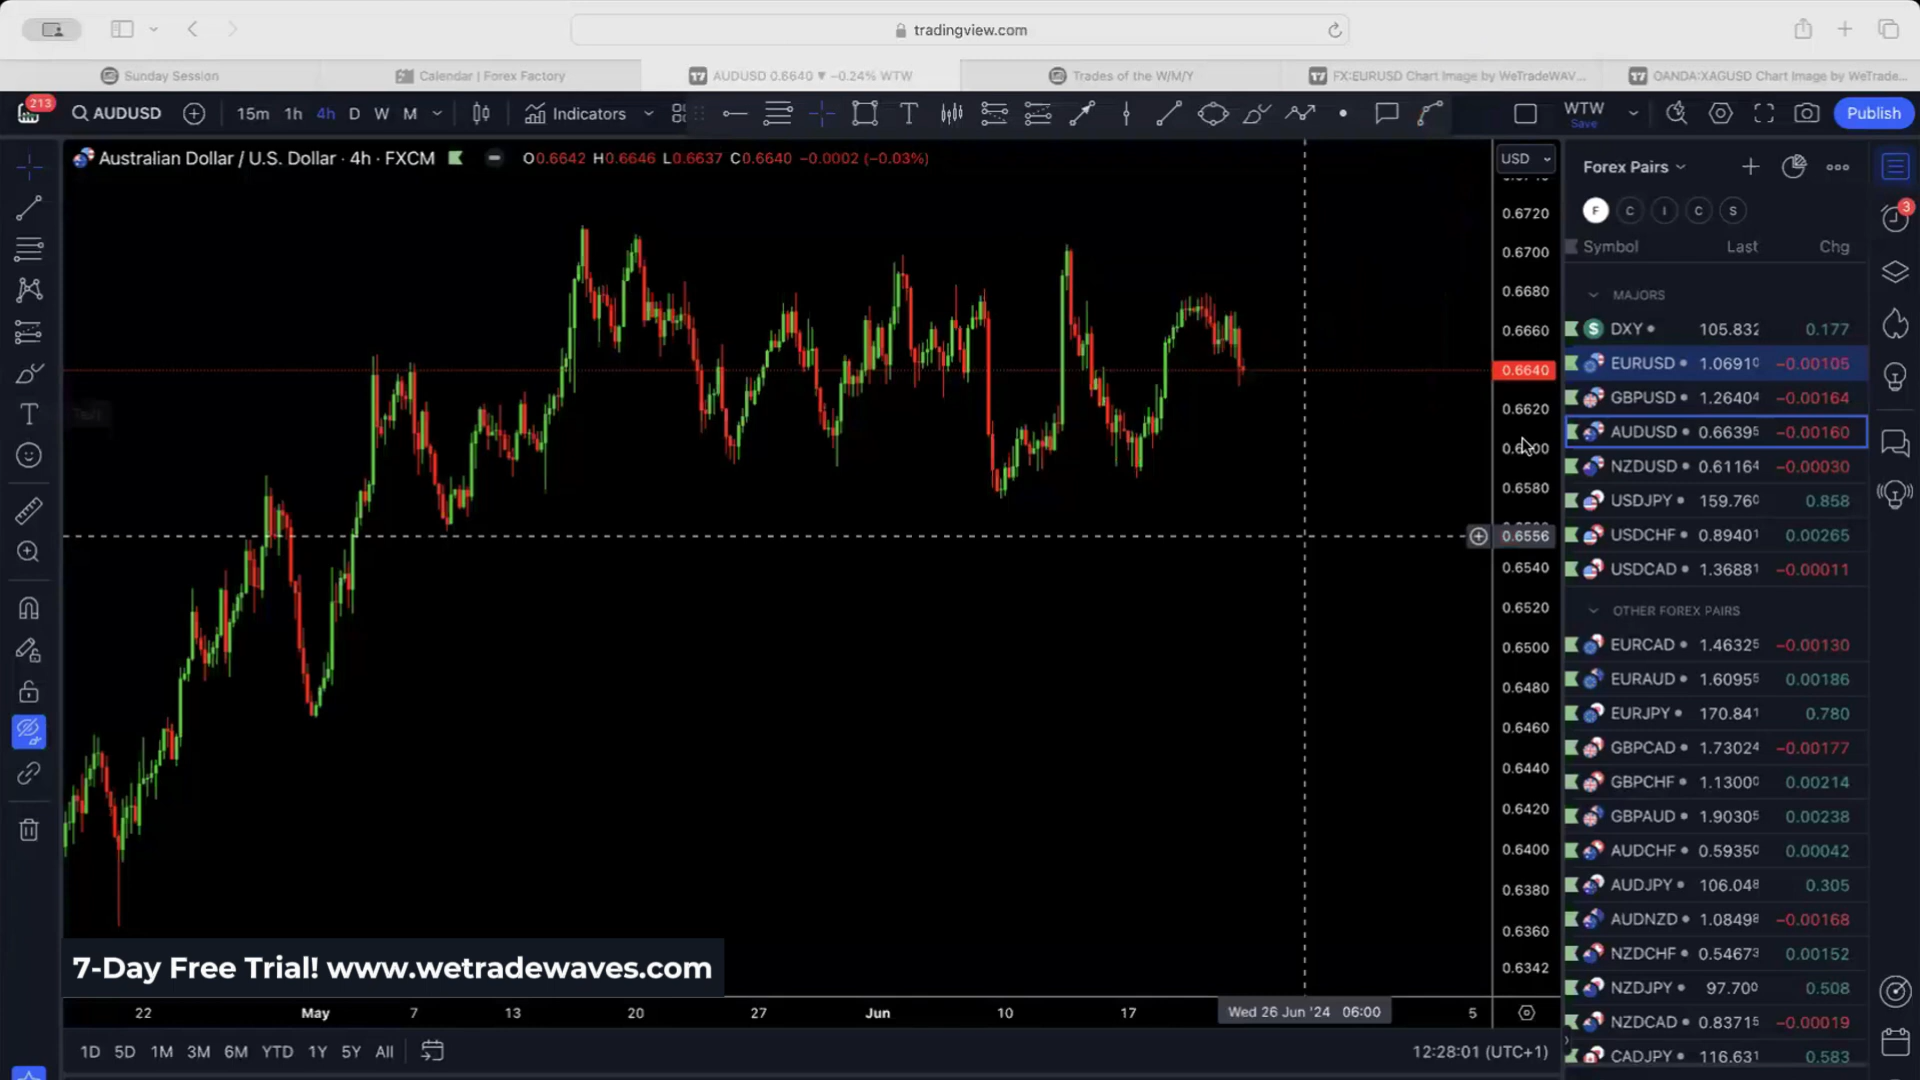 tradingview.com
Sunday Session
Calendar | Forex Factory
AUDUSD 0.6640 ▼ −0.24% WTW
Trades of the W/M/Y
FX:EURUSD Chart Image by WeTradeWAV...
OANDA:XAGUSD Chart Image by WeTrade...
213
AUDUSD
15m 1h 4h D W M
Indicators
WTW
Save
Publish
Australian Dollar / U.S. Dollar · 4h · FXCM
O0.6642 H0.6646 L0.6637 C0.6640 −0.0002 (−0.03%)
USD
0.6720
0.6700
0.6680
0.6660
0.6640
0.6620
0.6580
0.6556
0.6540
0.6520
0.6500
0.6480
0.6460
0.6440
0.6420
0.6400
0.6380
0.6360
0.6342
Forex Pairs
F C I C S
3
Symbol Last Chg
MAJORS
DXY 105.832 0.177
EURUSD 1.06910 −0.00105
GBPUSD 1.26404 −0.00164
AUDUSD 0.66395 −0.00160
NZDUSD 0.61164 −0.00030
USDJPY 159.760 0.858
USDCHF 0.89401 0.00265
USDCAD 1.36881 −0.00011
OTHER FOREX PAIRS
EURCAD 1.46325 −0.00130
EURAUD 1.60955 0.00186
EURJPY 170.841 0.780
GBPCAD 1.73024 −0.00177
GBPCHF 1.13000 0.00214
GBPAUD 1.90305 0.00238
AUDCHF 0.59350 0.00042
AUDJPY 106.048 0.305
AUDNZD 1.08498 −0.00168
NZDCHF 0.54673 0.00152
NZDJPY 97.700 0.508
NZDCAD 0.83715 −0.00019
CADJPY 116.631 0.583
7-Day Free Trial! www.wetradewaves.com
22 May 7 13 20 27 Jun 10 17 Wed 26 Jun '24 06:00 5
1D 5D 1M 3M 6M YTD 1Y 5Y All
12:28:01 (UTC+1)